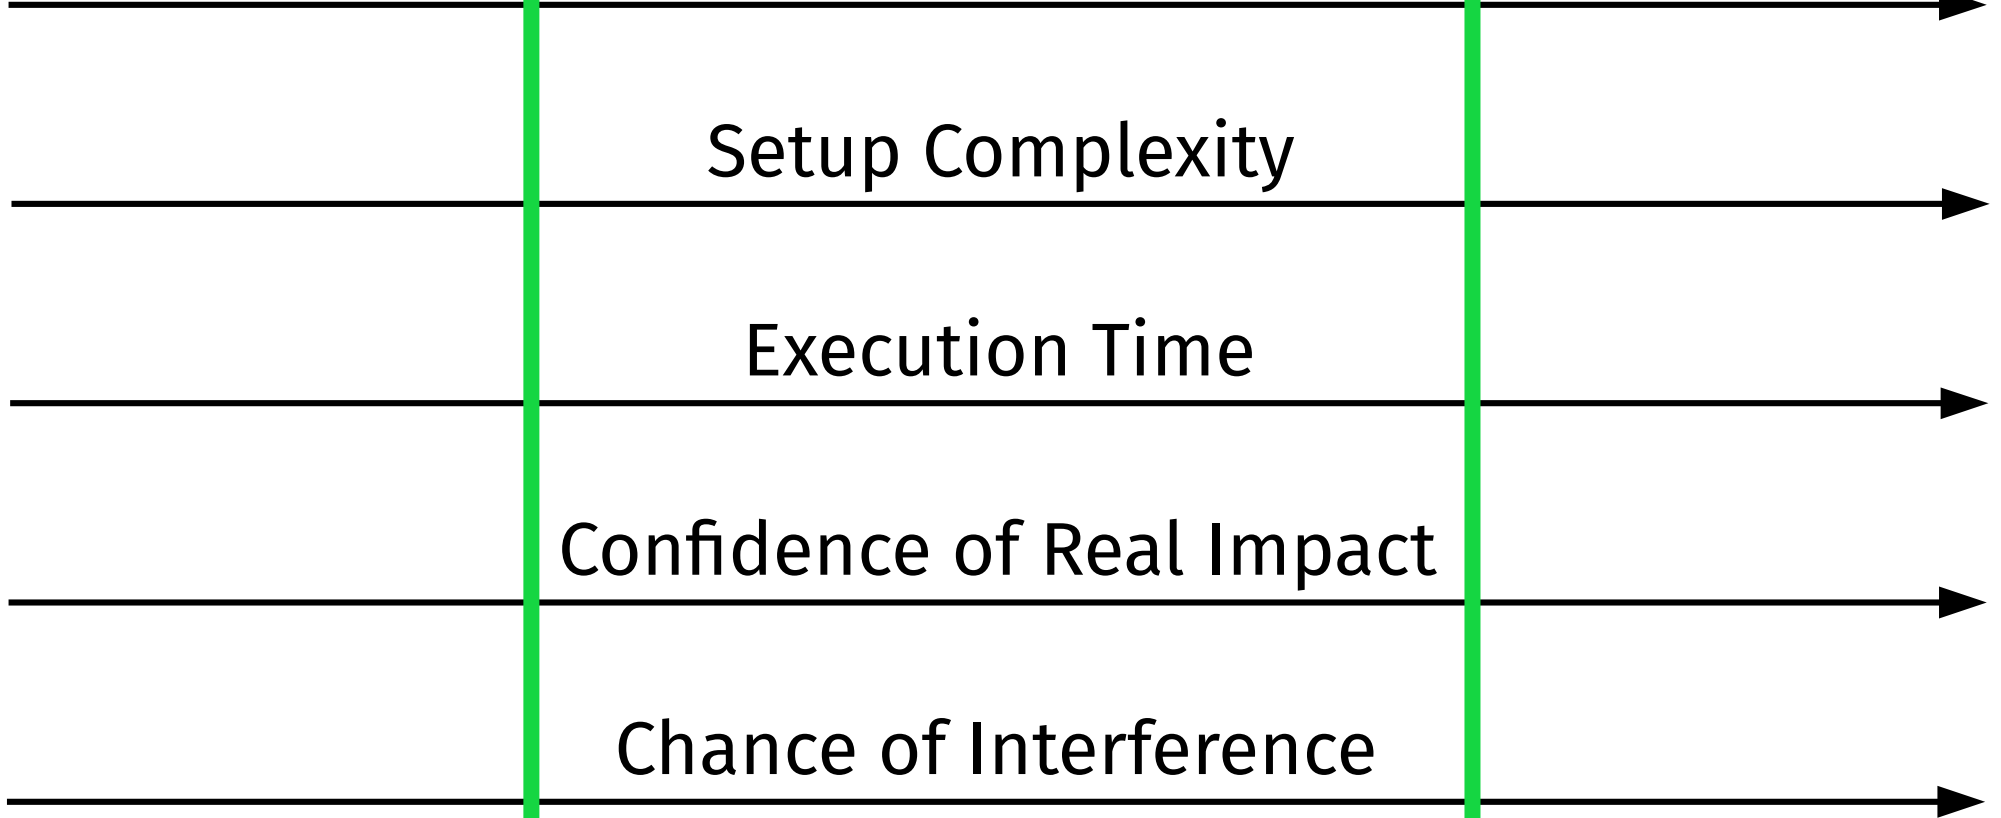 Setup Complexity
Execution Time
Confidence of Real Impact
Chance of Interference